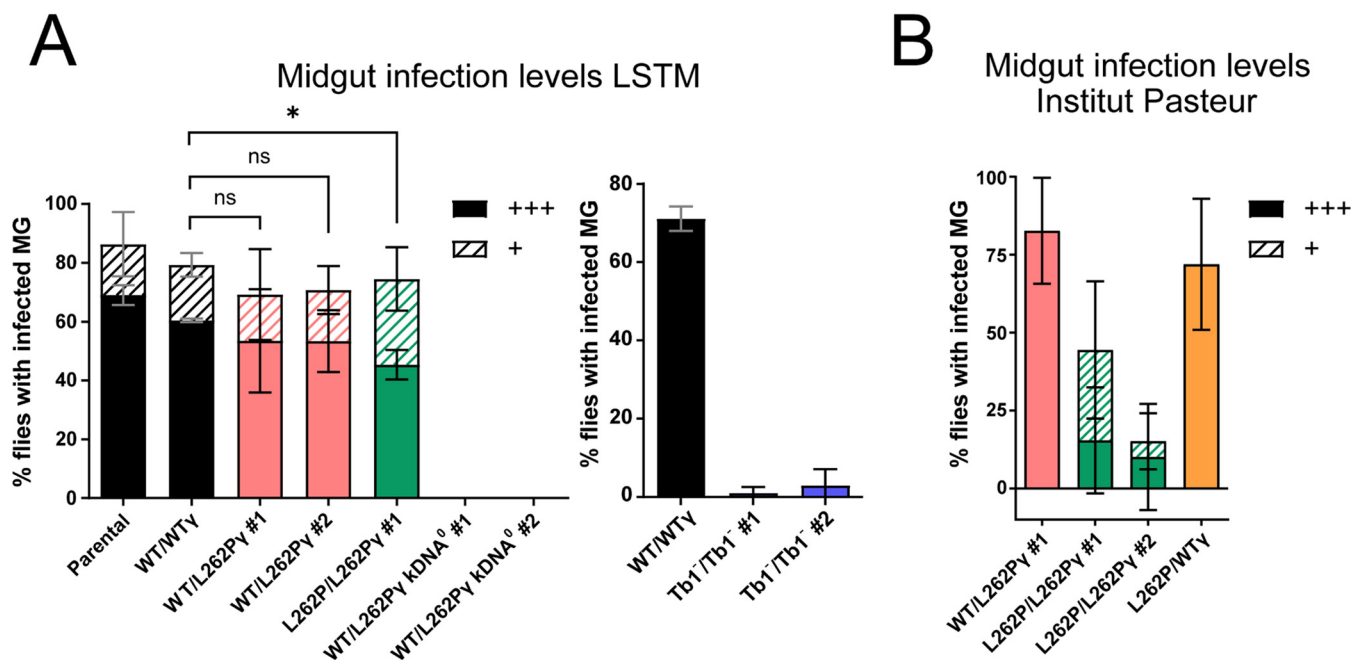 A
Midgut infection levels LSTM
*
ns
ns
+++
+
% flies with infected MG
100
80
60
40
20
0
Parental
WT/WTγ
WT/L262Pγ #1
WT/L262Pγ #2
L262P/L262Pγ #1
WT/L262Pγ kDNA⁰ #1
WT/L262Pγ kDNA⁰ #2
% flies with infected MG
80
60
40
20
0
WT/WTγ
Tb1⁻/Tb1⁻ #1
Tb1⁻/Tb1⁻ #2
B
Midgut infection levels
Institut Pasteur
+++
+
% flies with infected MG
100
75
50
25
0
WT/L262Pγ #1
L262P/L262Pγ #1
L262P/L262Pγ #2
L262P/WTγ